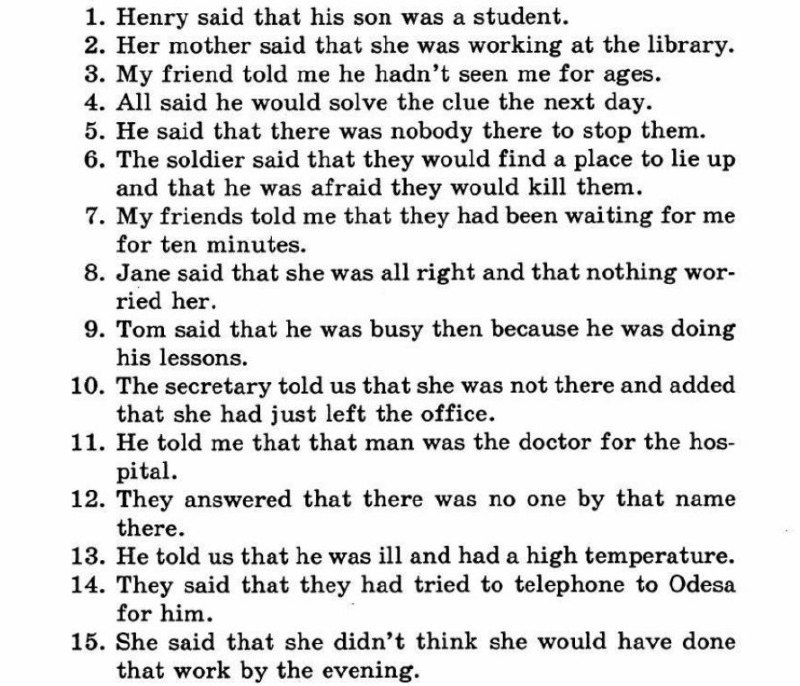 1. Henry said that his son was a student.
2. Her mother said that she was working at the library.
3. My friend told me he hadn't seen me for ages.
4. All said he would solve the clue the next day.
5. He said that there was nobody there to stop them.
6. The soldier said that they would find a place to lie up
and that he was afraid they would kill them.
7. My friends told me that they had been waiting for me
for ten minutes.
8. Jane said that she was all right and that nothing wor-
ried her.
9. Tom said that he was busy then because he was doing
his lessons.
10. The secretary told us that she was not there and added
that she had just left the office.
11. He told me that that man was the doctor for the hos-
pital.
12. They answered that there was no one by that name
there.
13. He told us that he was ill and had a high temperature.
14. They said that they had tried to telephone to Odesa
for him.
15. She said that she didn't think she would have done
that work by the evening.